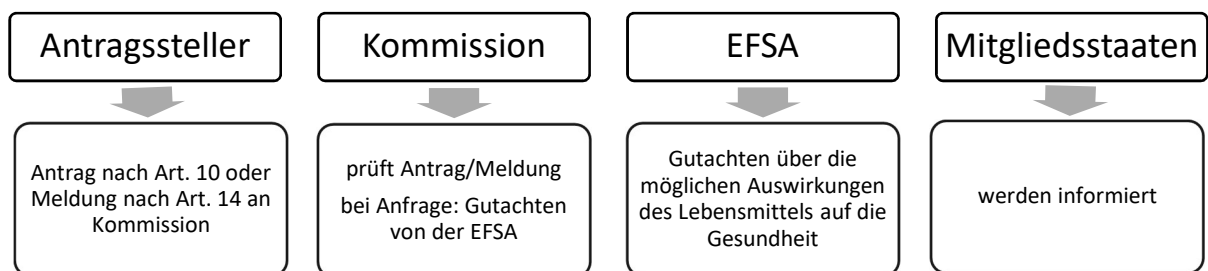 Antragssteller
Kommission
EFSA
Mitgliedsstaaten
Antrag nach Art. 10 oder
Meldung nach Art. 14 an
Kommission
prüft Antrag/Meldung
bei Anfrage: Gutachten
von der EFSA
Gutachten über die
möglichen Auswirkungen
des Lebensmittels auf die
Gesundheit
werden informiert